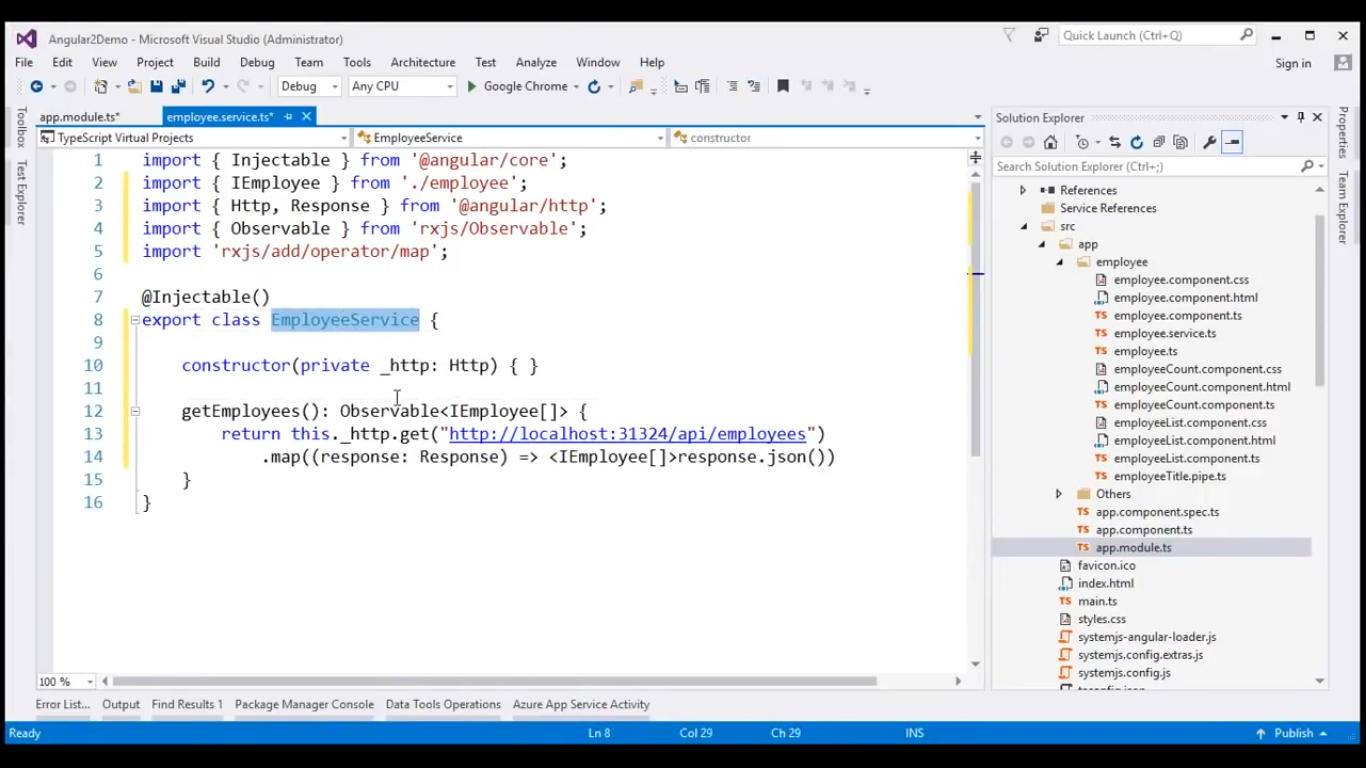 Angular2Demo - Microsoft Visual Studio (Administrator)
Quick Launch (Ctrl+Q)
File Edit View Project Build Debug Team Tools Architecture Test Analyze Window Help
Sign in
Debug Any CPU Google Chrome
Toolbox
Test Explorer
app.module.ts*
employee.service.ts*
TypeScript Virtual Projects
EmployeeService
constructor
1 import { Injectable } from '@angular/core';
2 import { IEmployee } from './employee';
3 import { Http, Response } from '@angular/http';
4 import { Observable } from 'rxjs/Observable';
5 import 'rxjs/add/operator/map';
6
7 @Injectable()
8 export class EmployeeService {
9
10 constructor(private _http: Http) { }
11
12 getEmployees(): Observable<IEmployee[]> {
13 return this._http.get("http://localhost:31324/api/employees")
14 .map((response: Response) => <IEmployee[]>response.json())
15 }
16 }
100 %
Solution Explorer
Search Solution Explorer (Ctrl+;)
References
Service References
src
app
employee
employee.component.css
employee.component.html
employee.component.ts
employee.service.ts
employee.ts
employeeCount.component.css
employeeCount.component.html
employeeCount.component.ts
employeeList.component.css
employeeList.component.html
employeeList.component.ts
employeeTitle.pipe.ts
Others
app.component.spec.ts
app.component.ts
app.module.ts
favicon.ico
index.html
main.ts
styles.css
systemjs-angular-loader.js
systemjs.config.extras.js
systemjs.config.js
Properties
Team Explorer
Error List... Output Find Results 1 Package Manager Console Data Tools Operations Azure App Service Activity
Ready Ln 8 Col 29 Ch 29 INS Publish